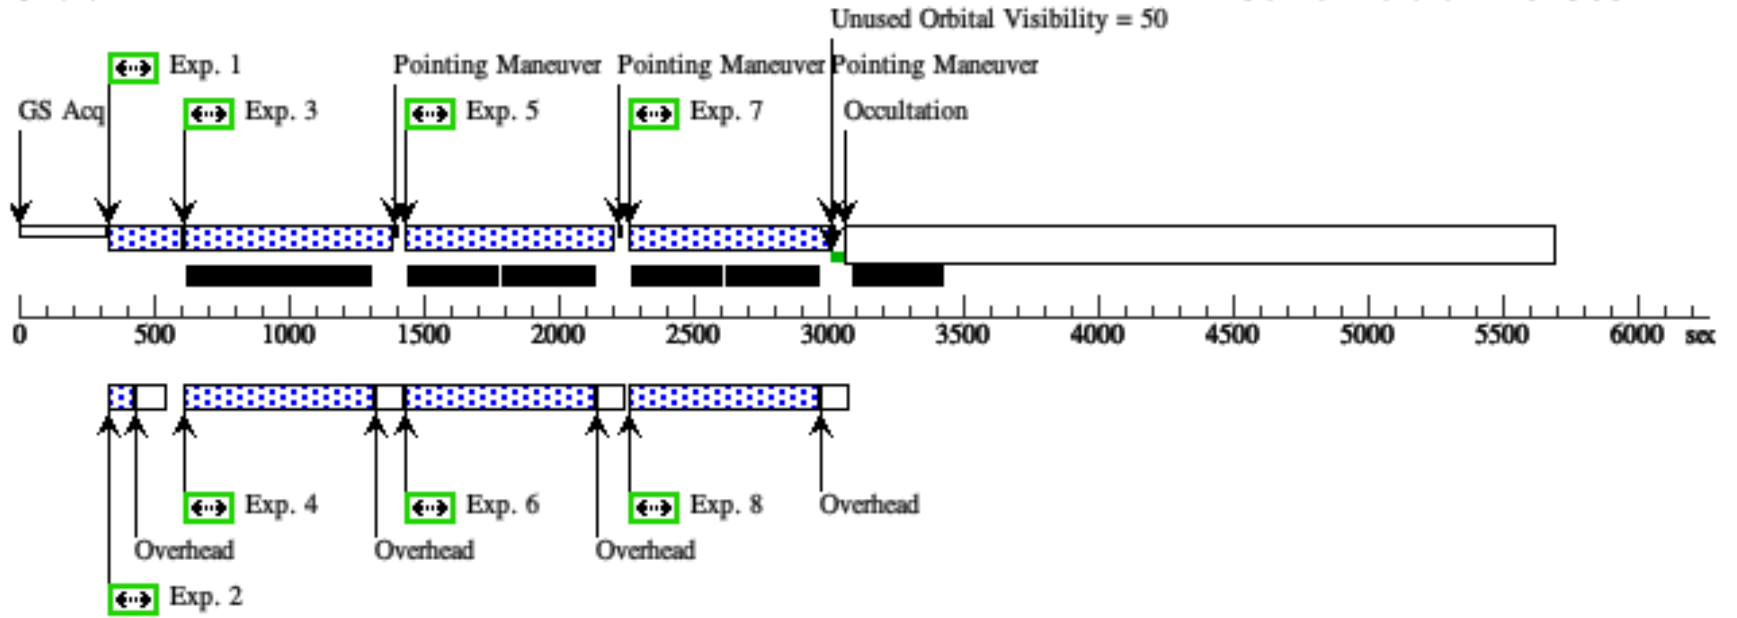 Unused Orbital Visibility = 50
Exp. 1
Pointing Maneuver
Pointing Maneuver
Pointing Maneuver
GS Acq
Exp. 3
Exp. 5
Exp. 7
Occultation
0 500 1000 1500 2000 2500 3000 3500 4000 4500 5000 5500 6000 sec
Exp. 4
Exp. 6
Exp. 8
Overhead
Overhead
Overhead
Overhead
Exp. 2